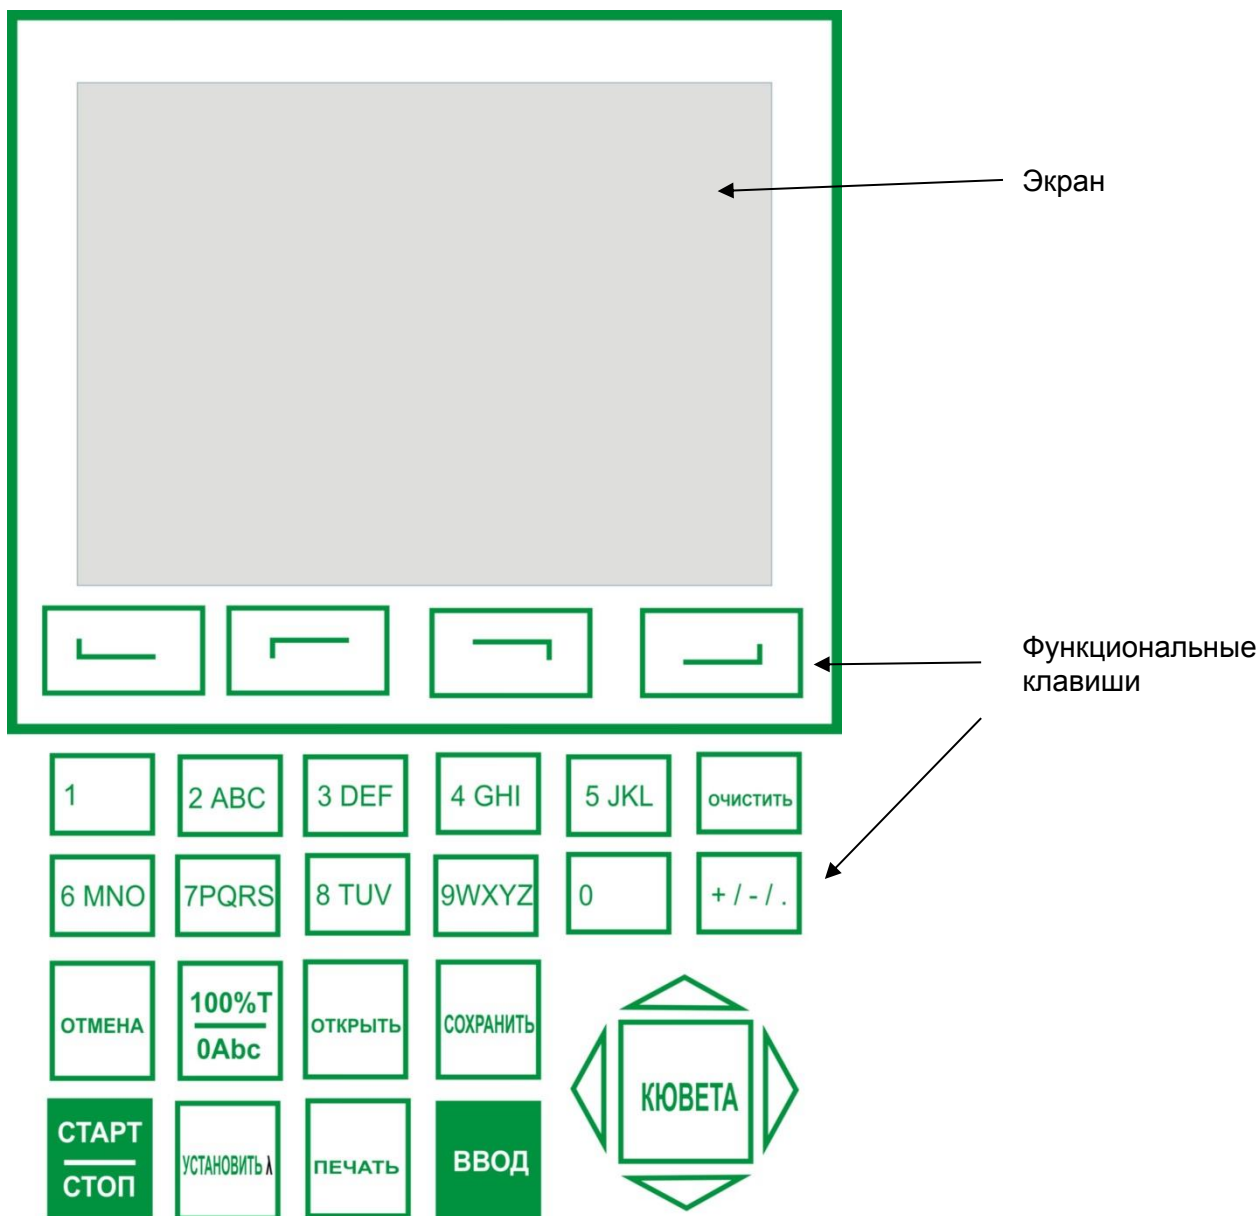 Экран
Функциональные
клавиши
1
2 ABC
3 DEF
4 GHI
5 JKL
ОЧИСТИТЬ
6 MNO
7PQRS
8 TUV
9WXYZ
0
+ / - / .
ОТМЕНА
100%T
0Abc
ОТКРЫТЬ
СОХРАНИТЬ
КЮВЕТА
СТАРТ
СТОП
УСТАНОВИТЬ λ
ПЕЧАТЬ
ВВОД